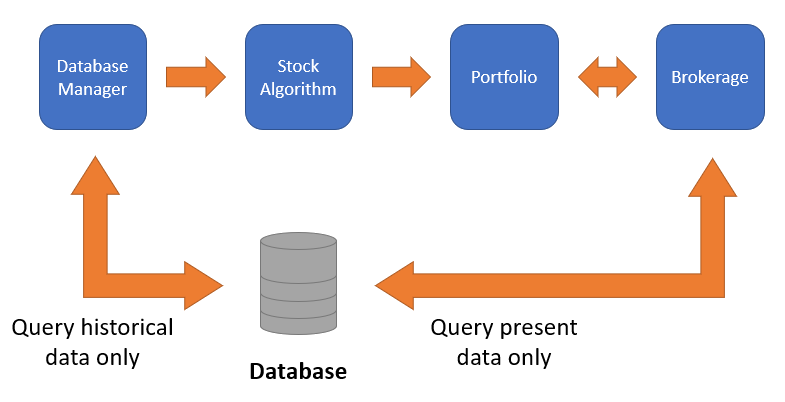 Database
Manager
Stock
Algorithm
Portfolio
Brokerage
Query historical
data only
Query present
data only
Database